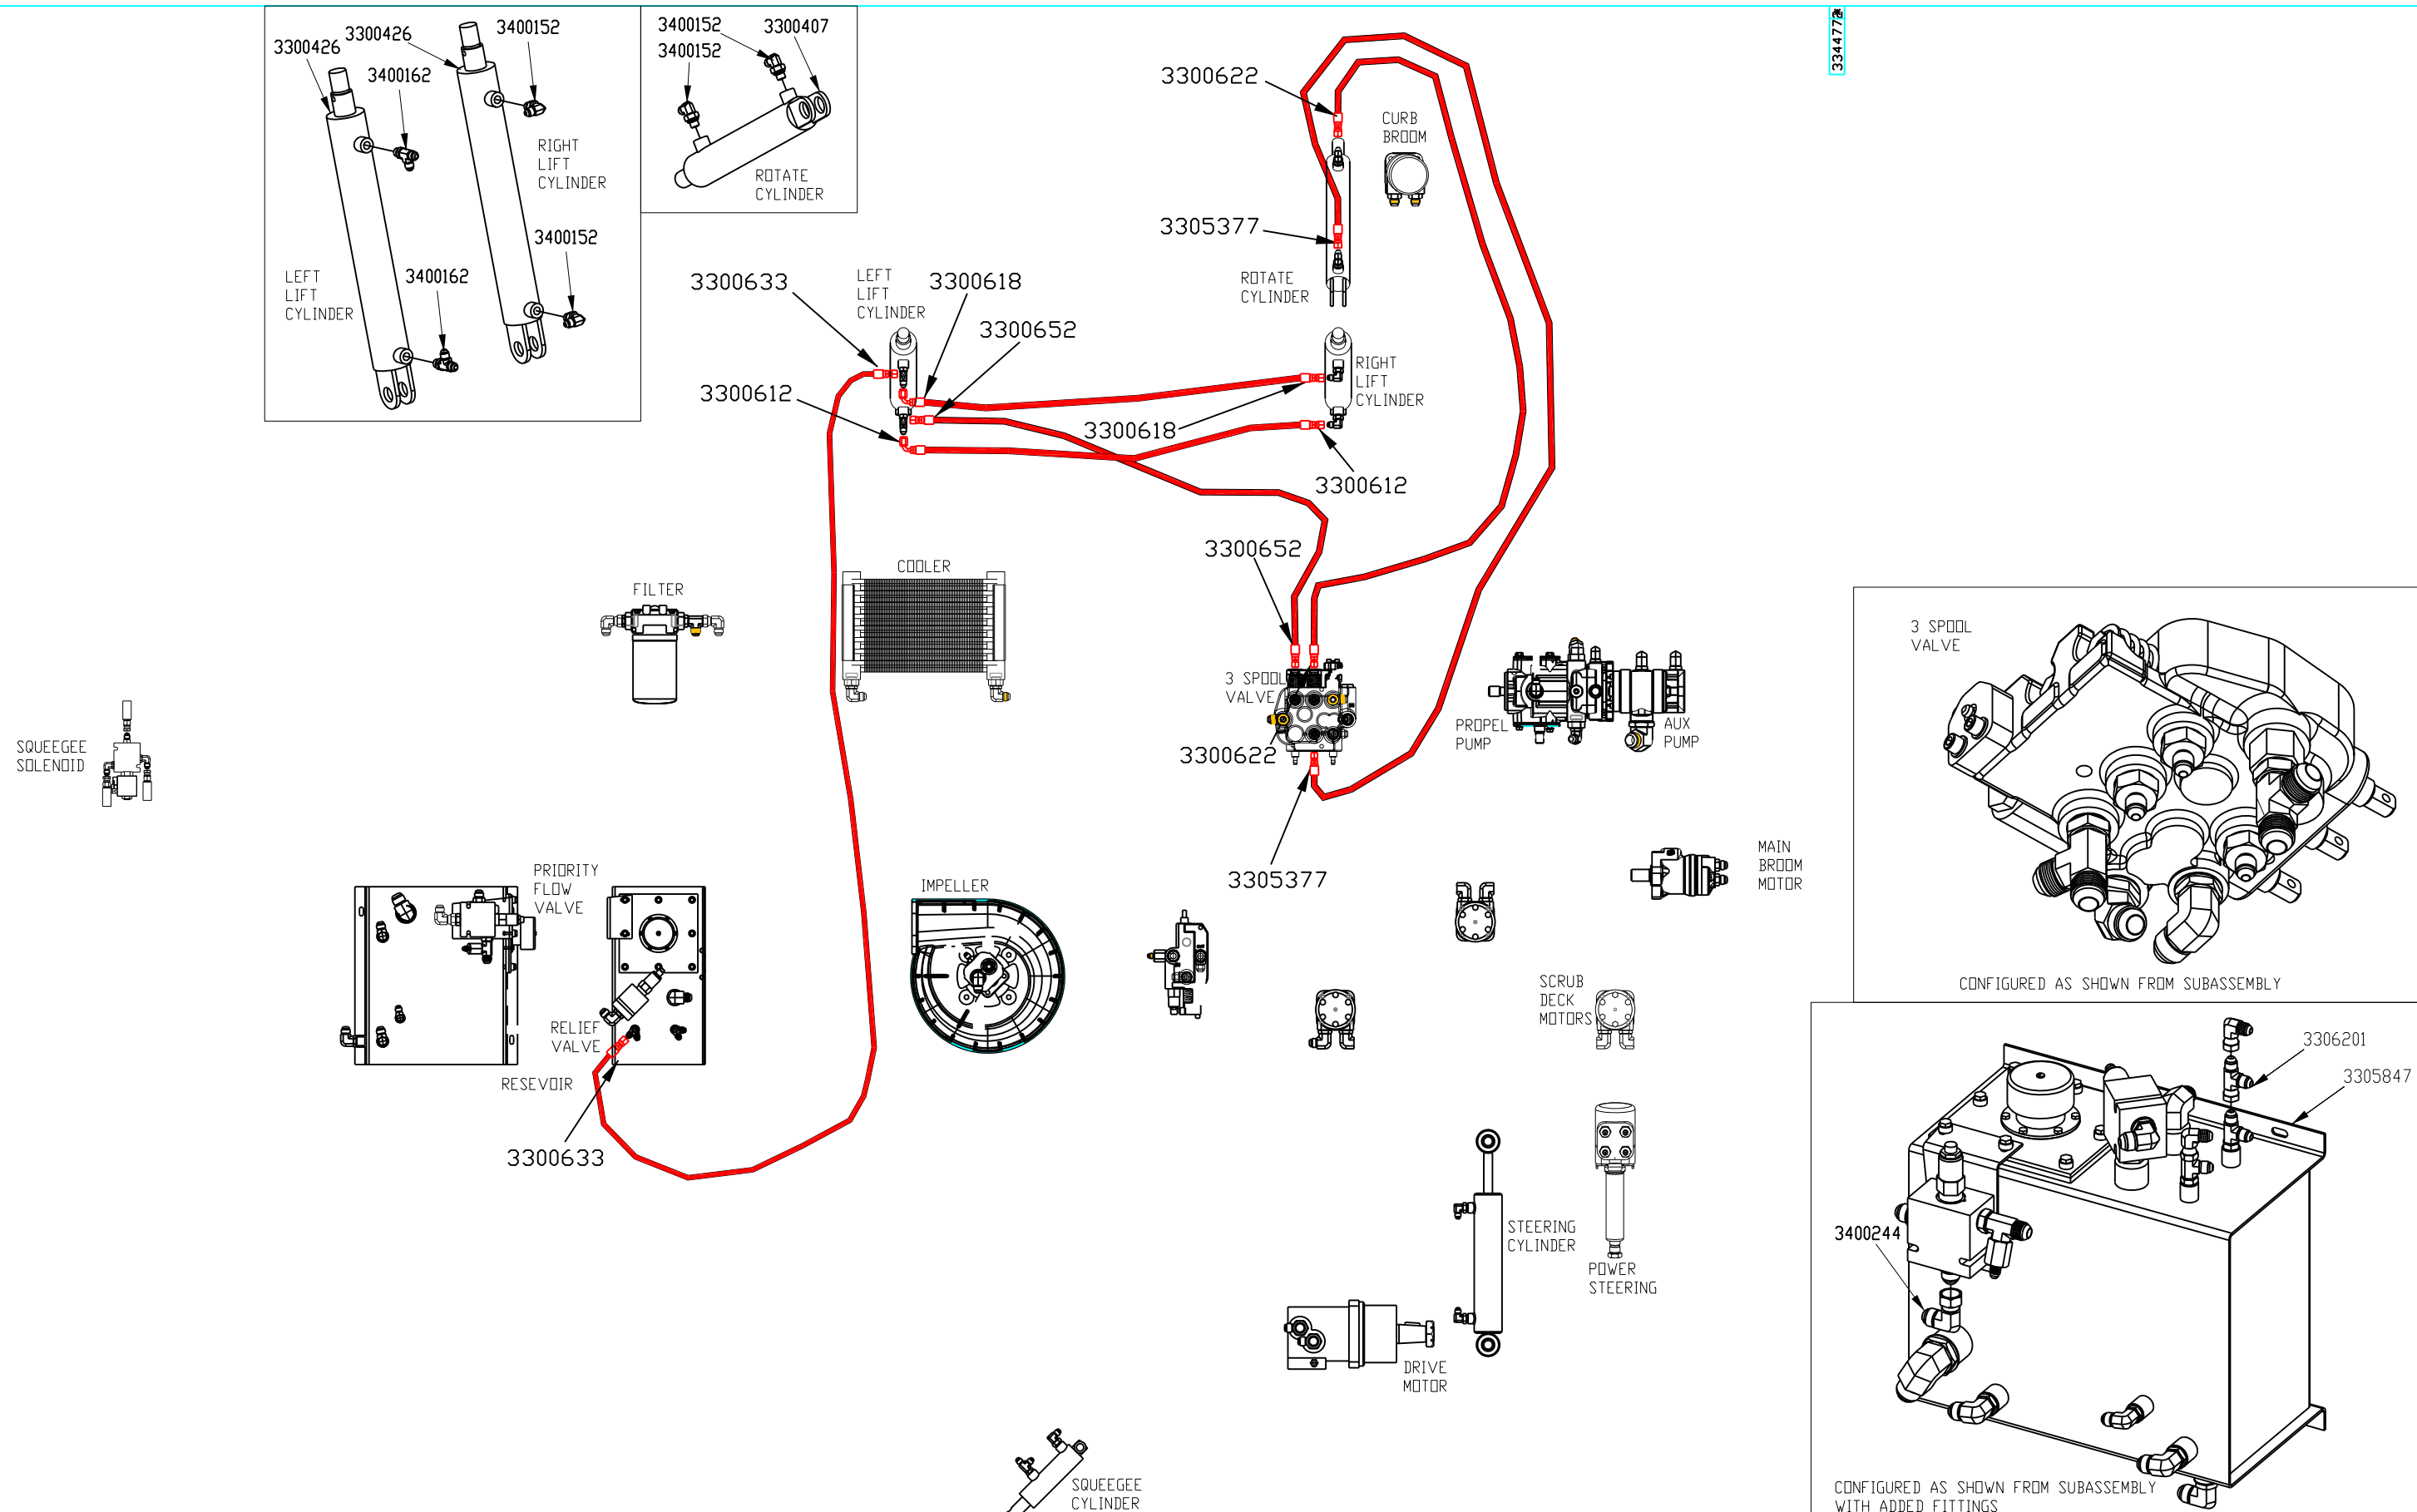 3300426
3300426
3400152
3400162
RIGHT
LIFT
CYLINDER
3400152
LEFT
LIFT
CYLINDER
3400162
3400152
3400152
3300407
ROTATE
CYLINDER
3300622
CURB
BROOM
3305377
ROTATE
CYLINDER
3300633
LEFT
LIFT
CYLINDER
3300618
3300652
3300612
RIGHT
LIFT
CYLINDER
3300618
3300612
3300652
COOLER
FILTER
3 SPOOL
VALVE
3300622
PROPEL
PUMP
AUX
PUMP
SQUEEGEE
SOLENOID
3305377
MAIN
BROOM
MOTOR
PRIORITY
FLOW
VALVE
IMPELLER
RELIEF
VALVE
RESEVOIR
3300633
SCRUB
DECK
MOTORS
STEERING
CYLINDER
POWER
STEERING
DRIVE
MOTOR
SQUEEGEE
CYLINDER
3 SPOOL
VALVE
CONFIGURED AS SHOWN FROM SUBASSEMBLY
3306201
3305847
3400244
CONFIGURED AS SHOWN FROM SUBASSEMBLY
WITH ADDED FITTINGS